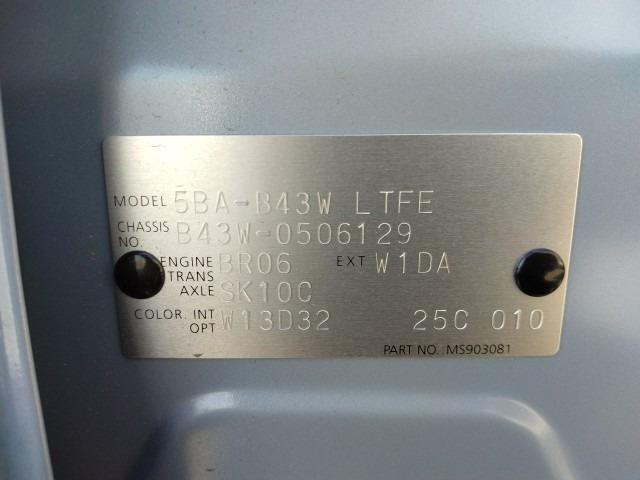 MODEL 5BA-B43W LTFE
CHASSIS NO. B43W-0506129
ENGINE BR06 EXT W1DA
TRANS AXLE SK10C
COLOR. INT OPT W13D32 25C 010
PART NO. MS903081